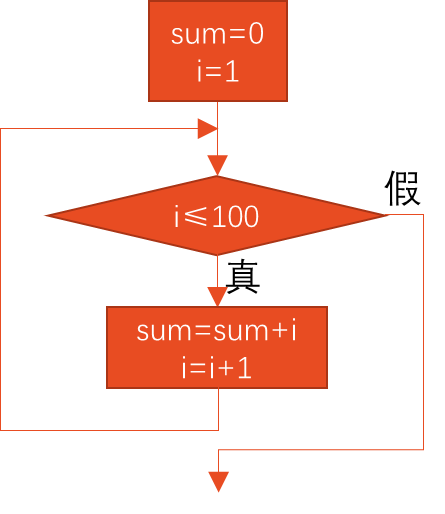 sum=0
i=1
i≤100
假
真
sum=sum+i
i=i+1